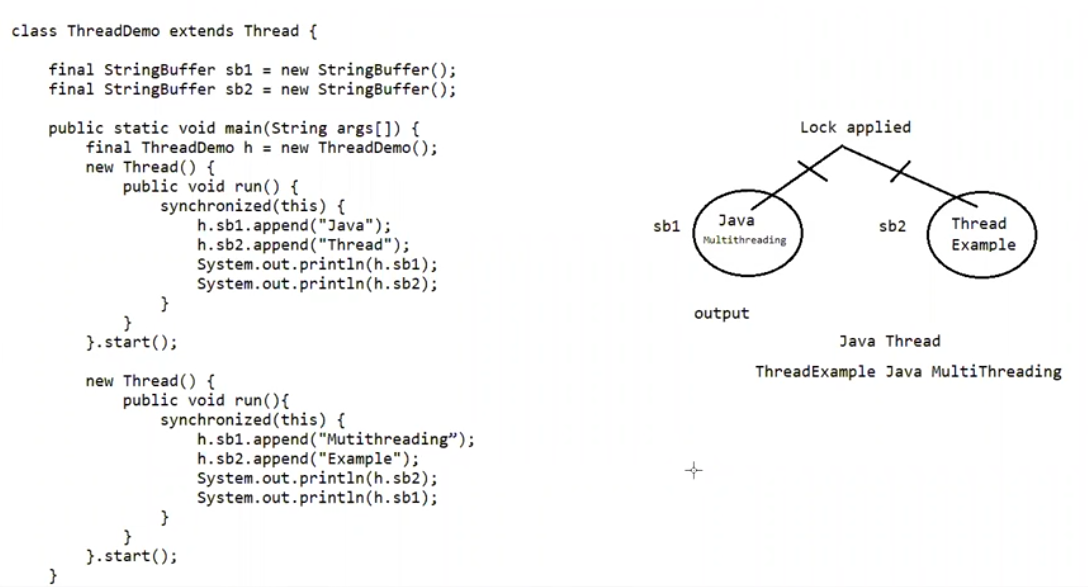 class ThreadDemo extends Thread {
final StringBuffer sb1 = new StringBuffer();
final StringBuffer sb2 = new StringBuffer();
public static void main(String args[]) {
final ThreadDemo h = new ThreadDemo();
new Thread() {
public void run() {
synchronized(this) {
h.sb1.append("Java");
h.sb2.append("Thread");
System.out.println(h.sb1);
System.out.println(h.sb2);
}
}
}.start();
new Thread() {
public void run(){
synchronized(this) {
h.sb1.append("Mutithreading”);
h.sb2.append("Example");
System.out.println(h.sb2);
System.out.println(h.sb1);
}
}
}.start();
}
Lock applied
sb1
Java
Multithreading
sb2
Thread
Example
output
Java Thread
ThreadExample Java MultiThreading